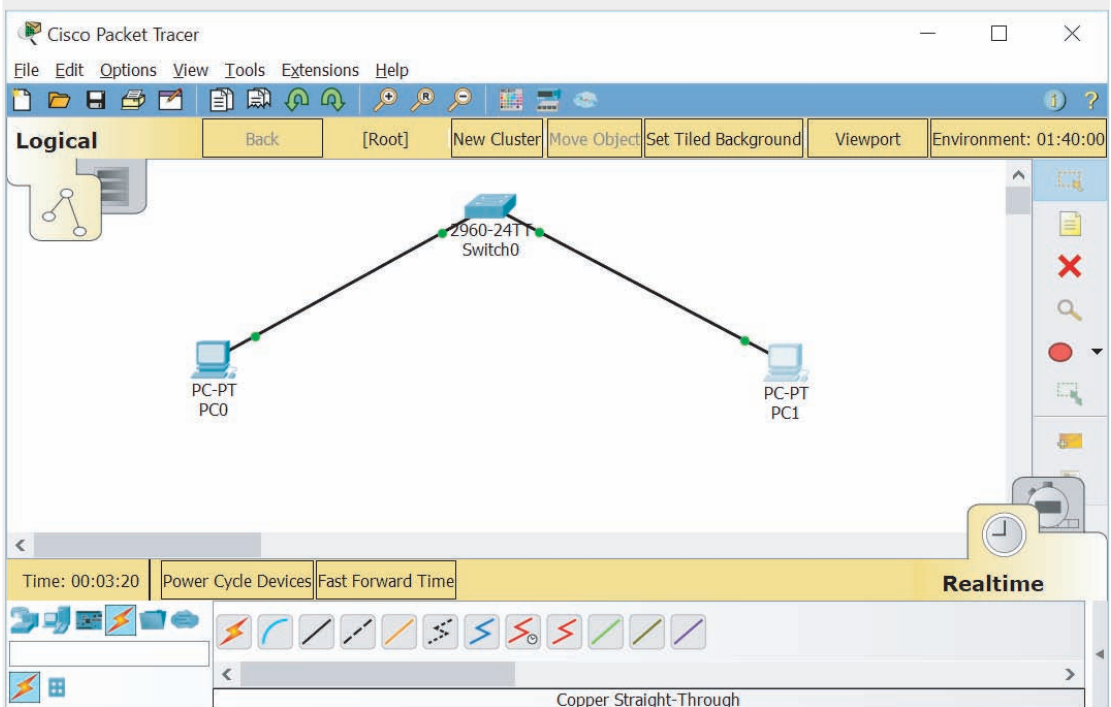 Cisco Packet Tracer
File Edit Options View Tools Extensions Help
Logical Back [Root] New Cluster Move Object Set Tiled Background Viewport Environment: 01:40:00
2960-24TT
Switch0
PC-PT
PC0
PC-PT
PC1
Time: 00:03:20 Power Cycle Devices Fast Forward Time Realtime
Copper Straight-Through